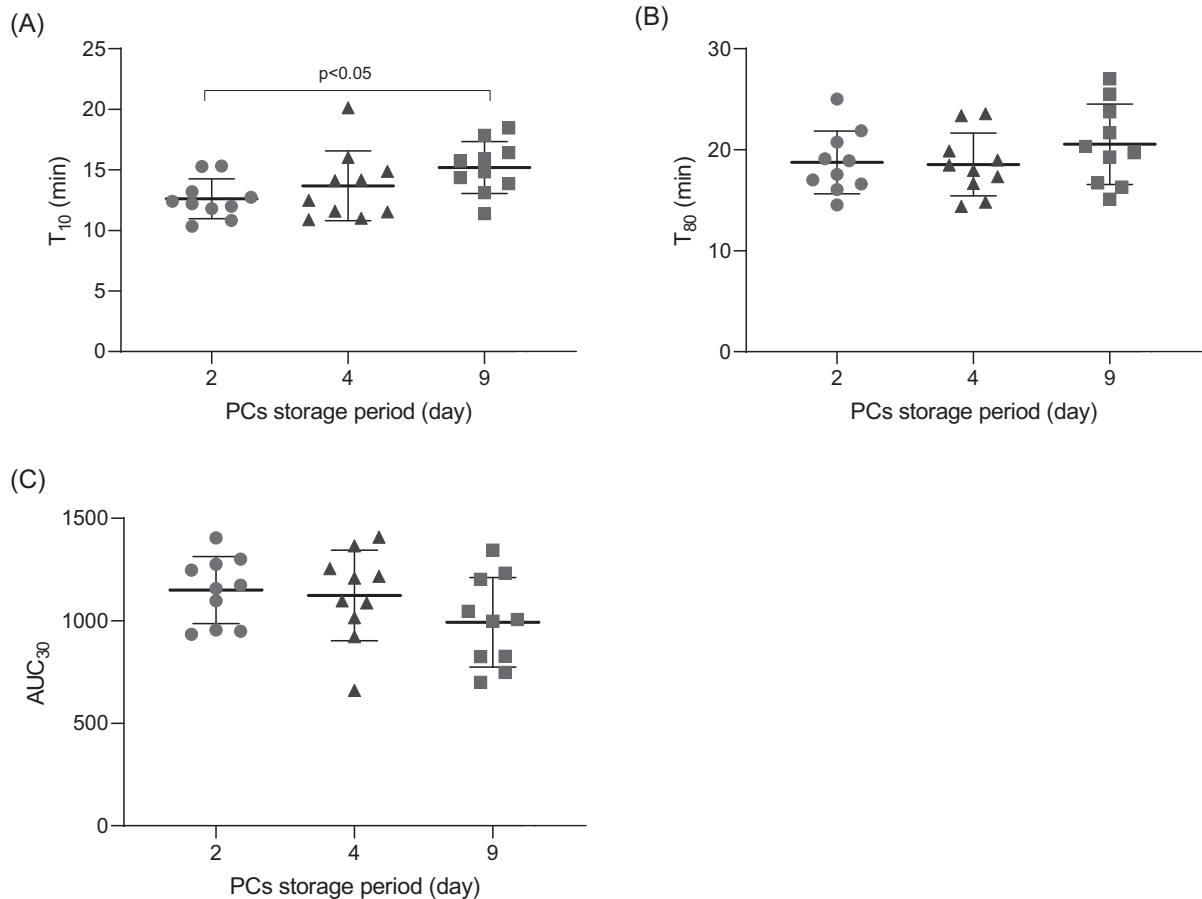 (A)
25
20
15
10
5
0
T10 (min)
p<0.05
2 4 9
PCs storage period (day)
(B)
30
20
10
0
T80 (min)
2 4 9
PCs storage period (day)
(C)
1500
1000
500
0
AUC30
2 4 9
PCs storage period (day)